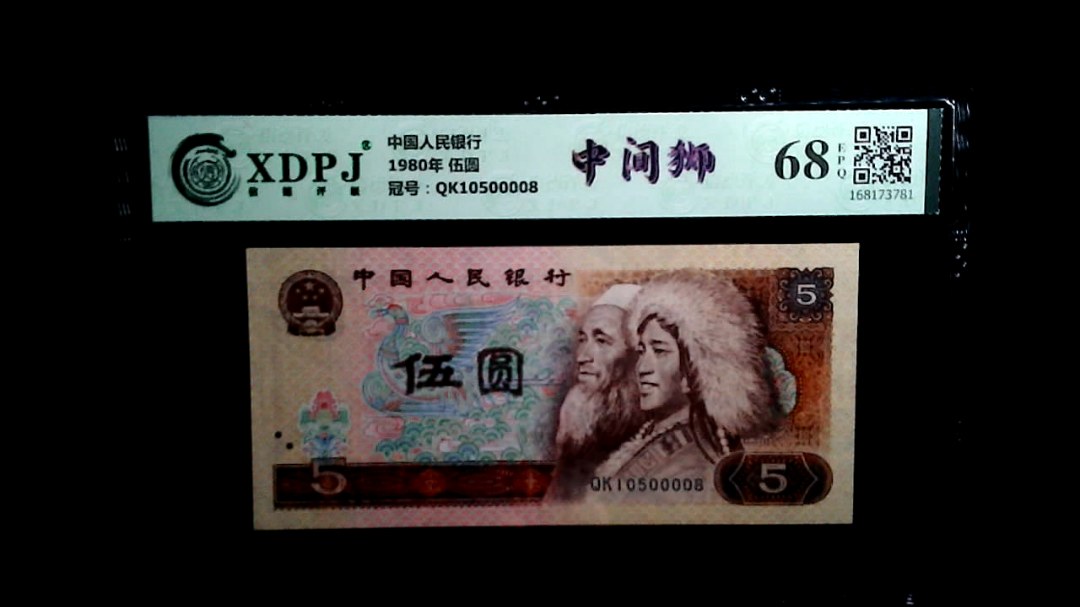 XDPJ
中国人民银行
1980年 伍圆
冠号：QK10500008
中间狮
68
EPQ
168173781
中国人民银行
5
伍圆
QK10500008
5
5